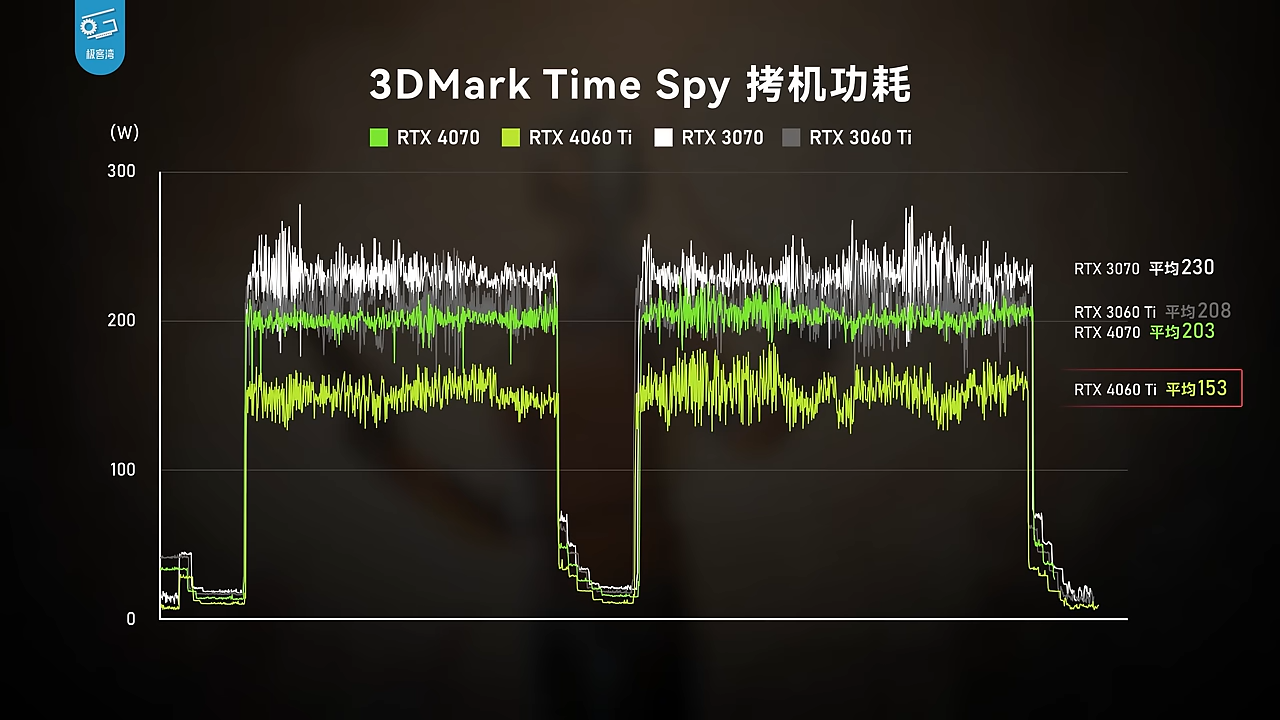 极客湾
3DMark Time Spy 拷机功耗
RTX 4070 RTX 4060 Ti RTX 3070 RTX 3060 Ti
(W)
300
200
100
0
RTX 3070 平均230
RTX 3060 Ti 平均208
RTX 4070 平均203
RTX 4060 Ti 平均153